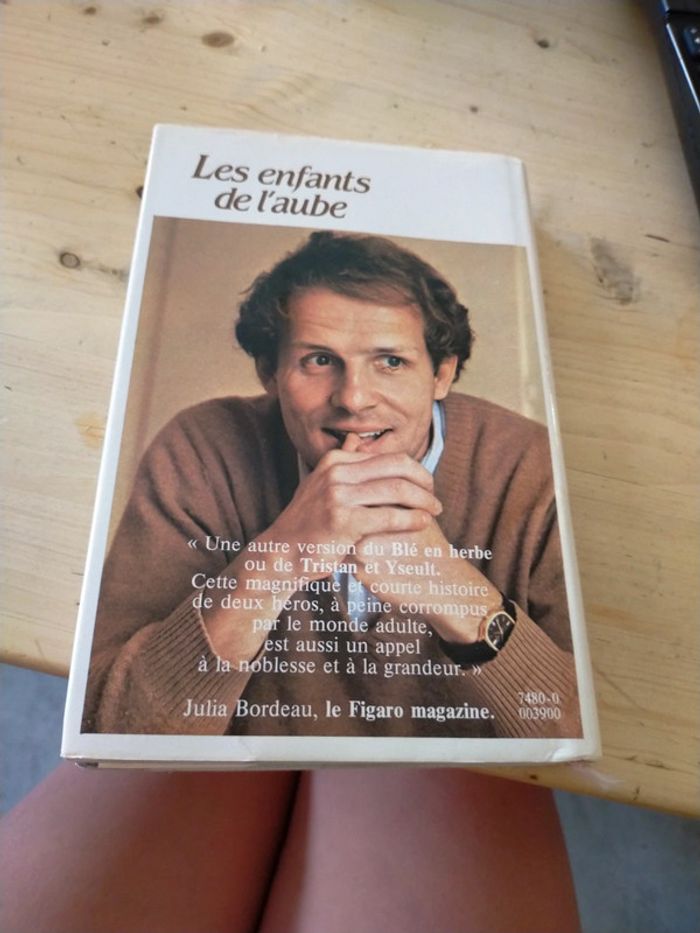 Les enfants
de l'aube
« Une autre version du Blé en herbe
ou de Tristan et Yseult.
Cette magnifique et courte histoire
de deux héros, à peine corrompus
par le monde adulte,
est aussi un appel
à la noblesse et à la grandeur. »
Julia Bordeau, le Figaro magazine.
7480-0
003900